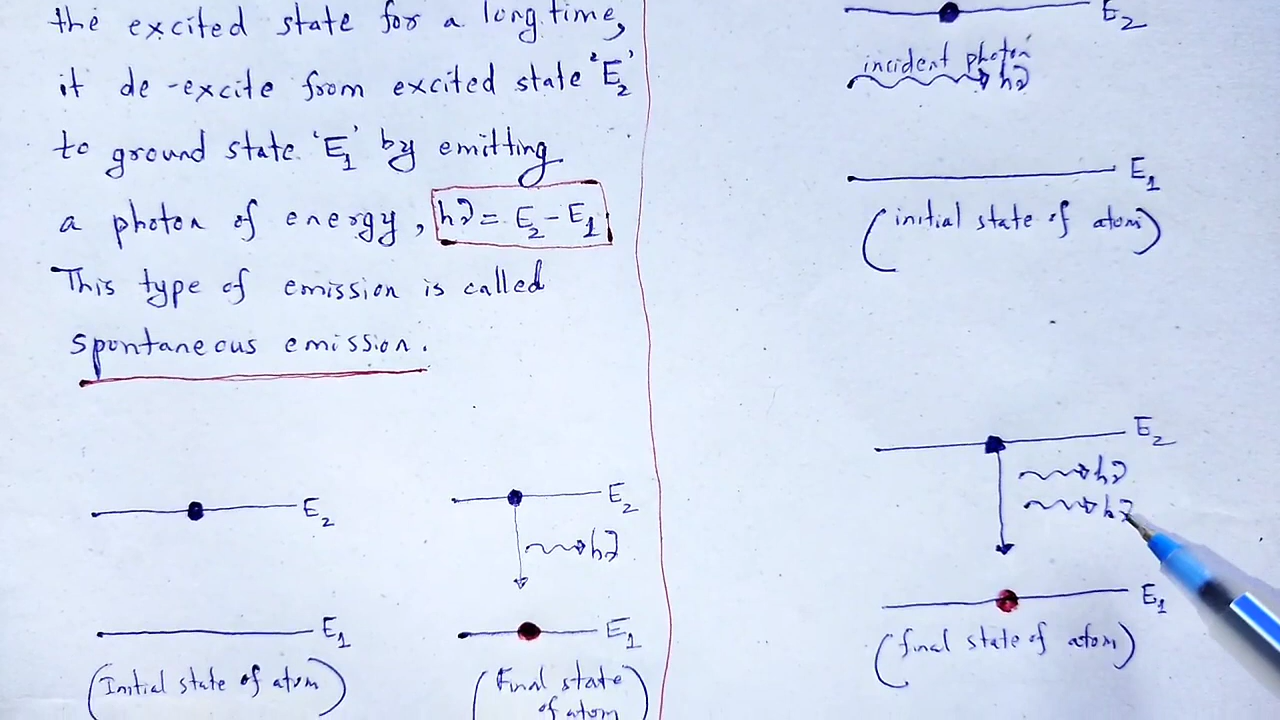 the excited state for a long time,
it de-excite from excited state 'E₂'
to ground state 'E₁' by emitting
a photon of energy, hν = E₂ - E₁
This type of emission is called
spontaneous emission.
E₂
E₁
(Initial state of atom)
E₂
hν
E₁
(Final state
of atom
E₂
incident photon
hν
E₁
(initial state of atom)
E₂
hν
hν
E₁
(final state of atom)